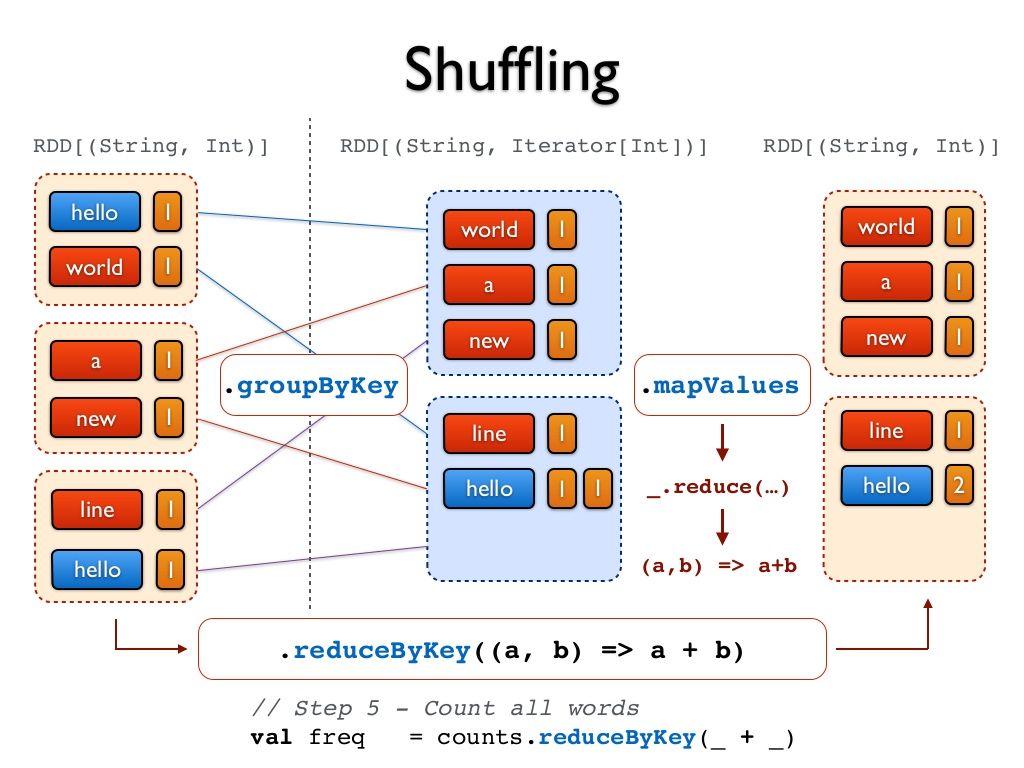 Shuffling
RDD[(String, Int)]
RDD[(String, Iterator[Int])]
RDD[(String, Int)]
hello 1
world 1
a 1
new 1
line 1
hello 1
.groupByKey
world 1
a 1
new 1
line 1
hello 1 1
.mapValues
_.reduce(…)
(a,b) => a+b
world 1
a 1
new 1
line 1
hello 2
.reduceByKey((a, b) => a + b)
// Step 5 - Count all words
val freq   = counts.reduceByKey(_ + _)